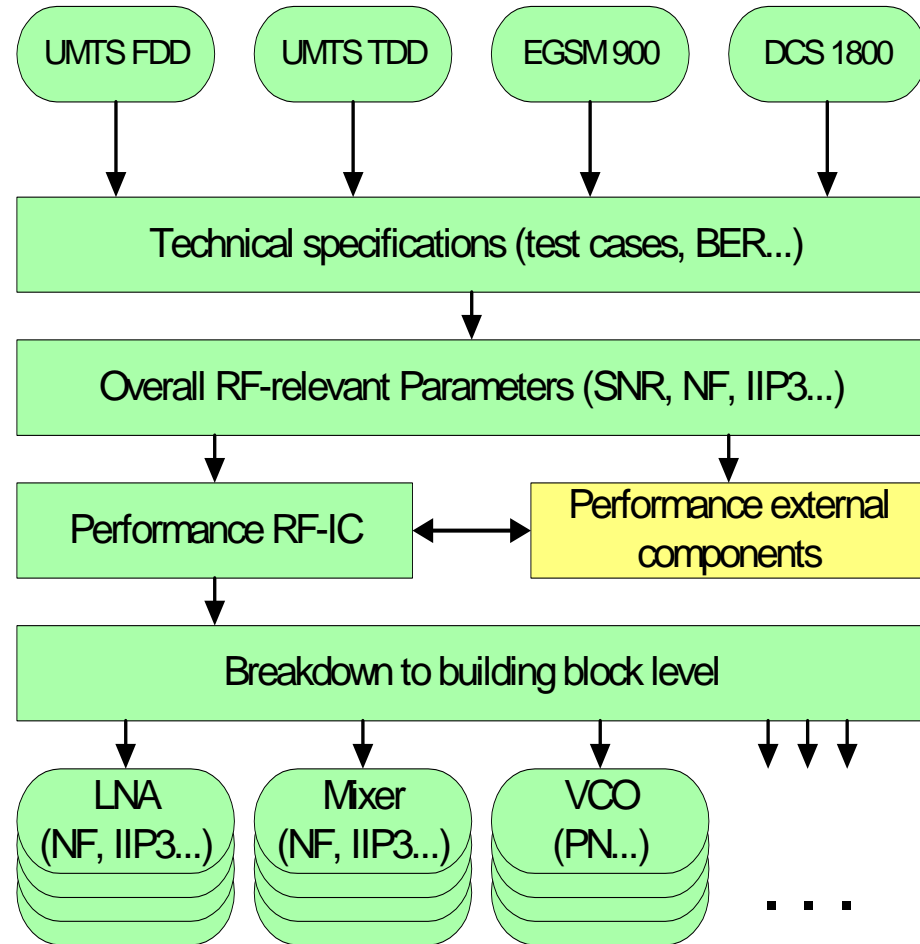 UMTS FDD
UMTS TDD
EGSM 900
DCS 1800
Technical specifications (test cases, BER...)
Overall RF-relevant Parameters (SNR, NF, IIP3...)
Performance RF-IC
Performance external
components
Breakdown to building block level
LNA
(NF, IIP3...)
Mixer
(NF, IIP3...)
VCO
(PN...)
. . .